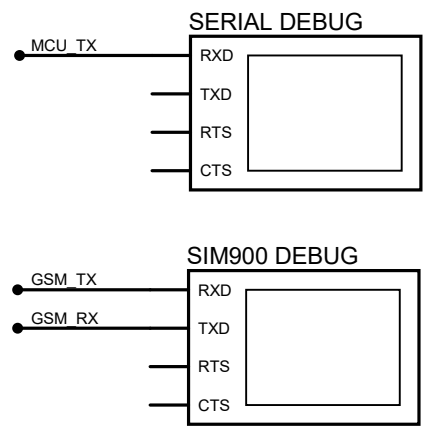 SERIAL DEBUG
MCU_TX
RXD
TXD
RTS
CTS
SIM900 DEBUG
GSM_TX
RXD
GSM_RX
TXD
RTS
CTS